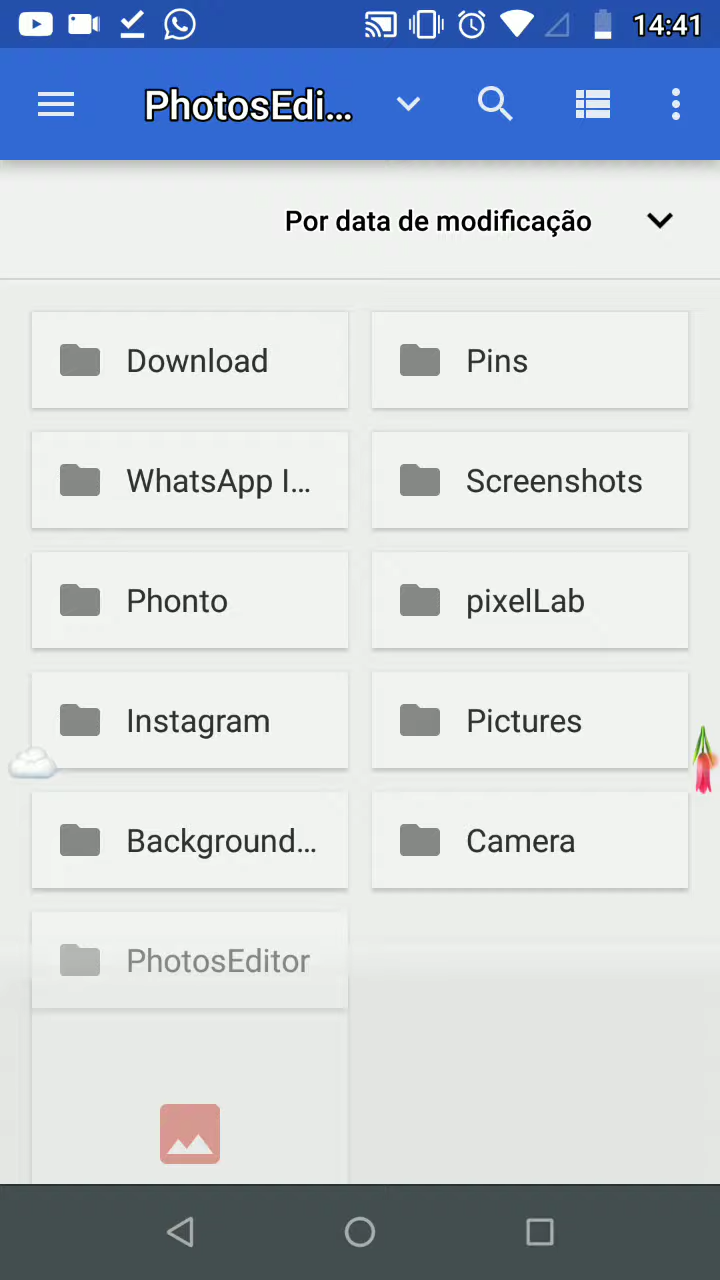 14:41
PhotosEdi...
Por data de modificação
Download
Pins
WhatsApp I...
Screenshots
Phonto
pixelLab
Instagram
Pictures
Background...
Camera
PhotosEditor